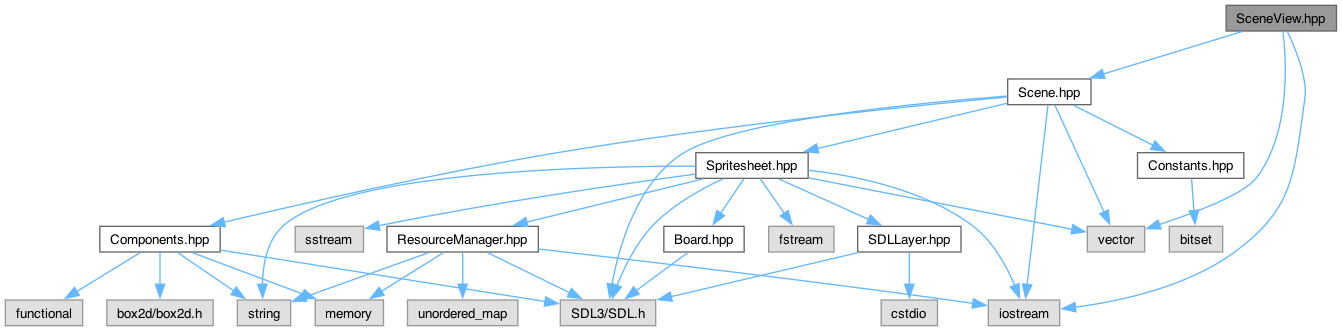 SceneView.hpp
Scene.hpp
Spritesheet.hpp
Constants.hpp
Components.hpp
sstream
ResourceManager.hpp
Board.hpp
fstream
SDLLayer.hpp
vector
bitset
functional
box2d/box2d.h
string
memory
unordered_map
SDL3/SDL.h
cstdio
iostream